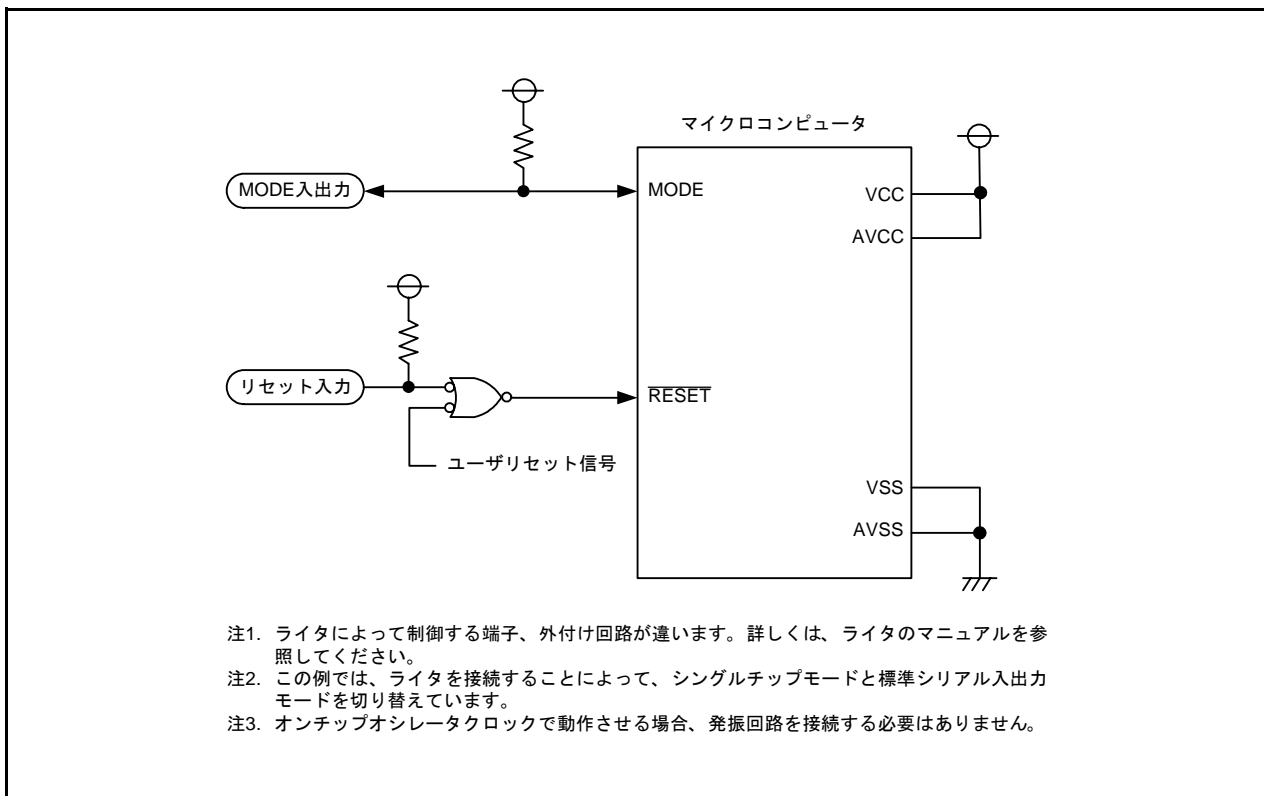 マイクロコンピュータ
MODE入出力
MODE
VCC
AVCC
リセット入力
RESET
ユーザリセット信号
VSS
AVSS
注1. ライタによって制御する端子、外付け回路が違います。詳しくは、ライタのマニュアルを参
照してください。
注2. この例では、ライタを接続することによって、シングルチップモードと標準シリアル入出力
モードを切り替えています。
注3. オンチップオシレータクロックで動作させる場合、発振回路を接続する必要はありません。